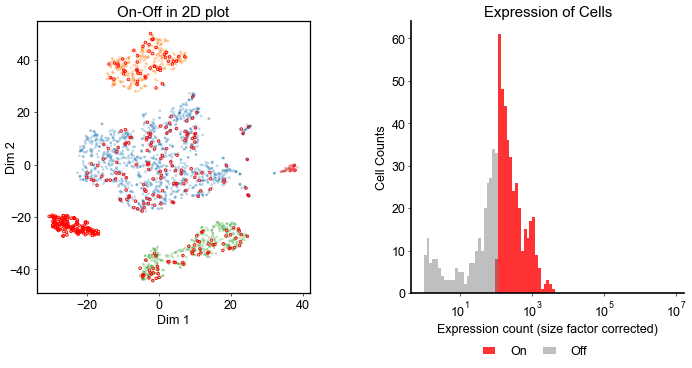 On-Off in 2D plot
Dim 2
40
20
0
−20
−40
−20
0
20
40
Dim 1
Expression of Cells
Cell Counts
60
50
40
30
20
10
0
10^1
10^3
10^5
10^7
Expression count (size factor corrected)
On Off